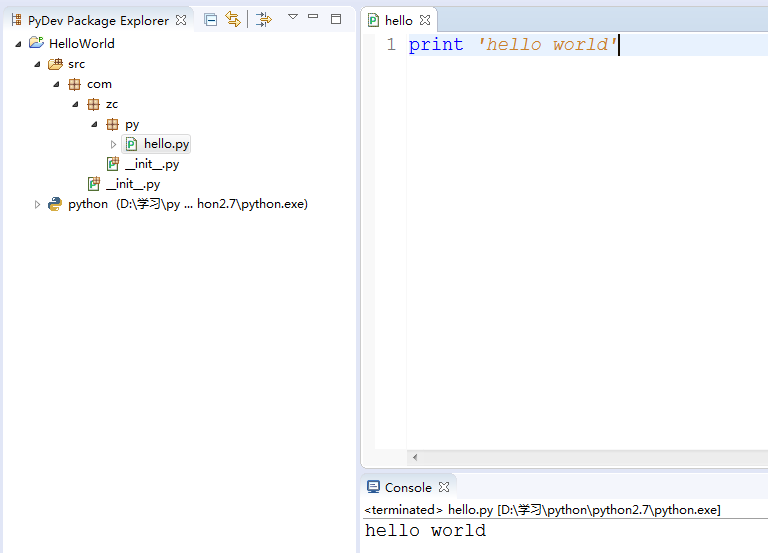 PyDev Package Explorer
HelloWorld
src
com
zc
py
hello.py
__init__.py
__init__.py
python (D:\学习\py ... hon2.7\python.exe)
hello
1 print 'hello world'
Console
<terminated> hello.py [D:\学习\python\python2.7\python.exe]
hello world